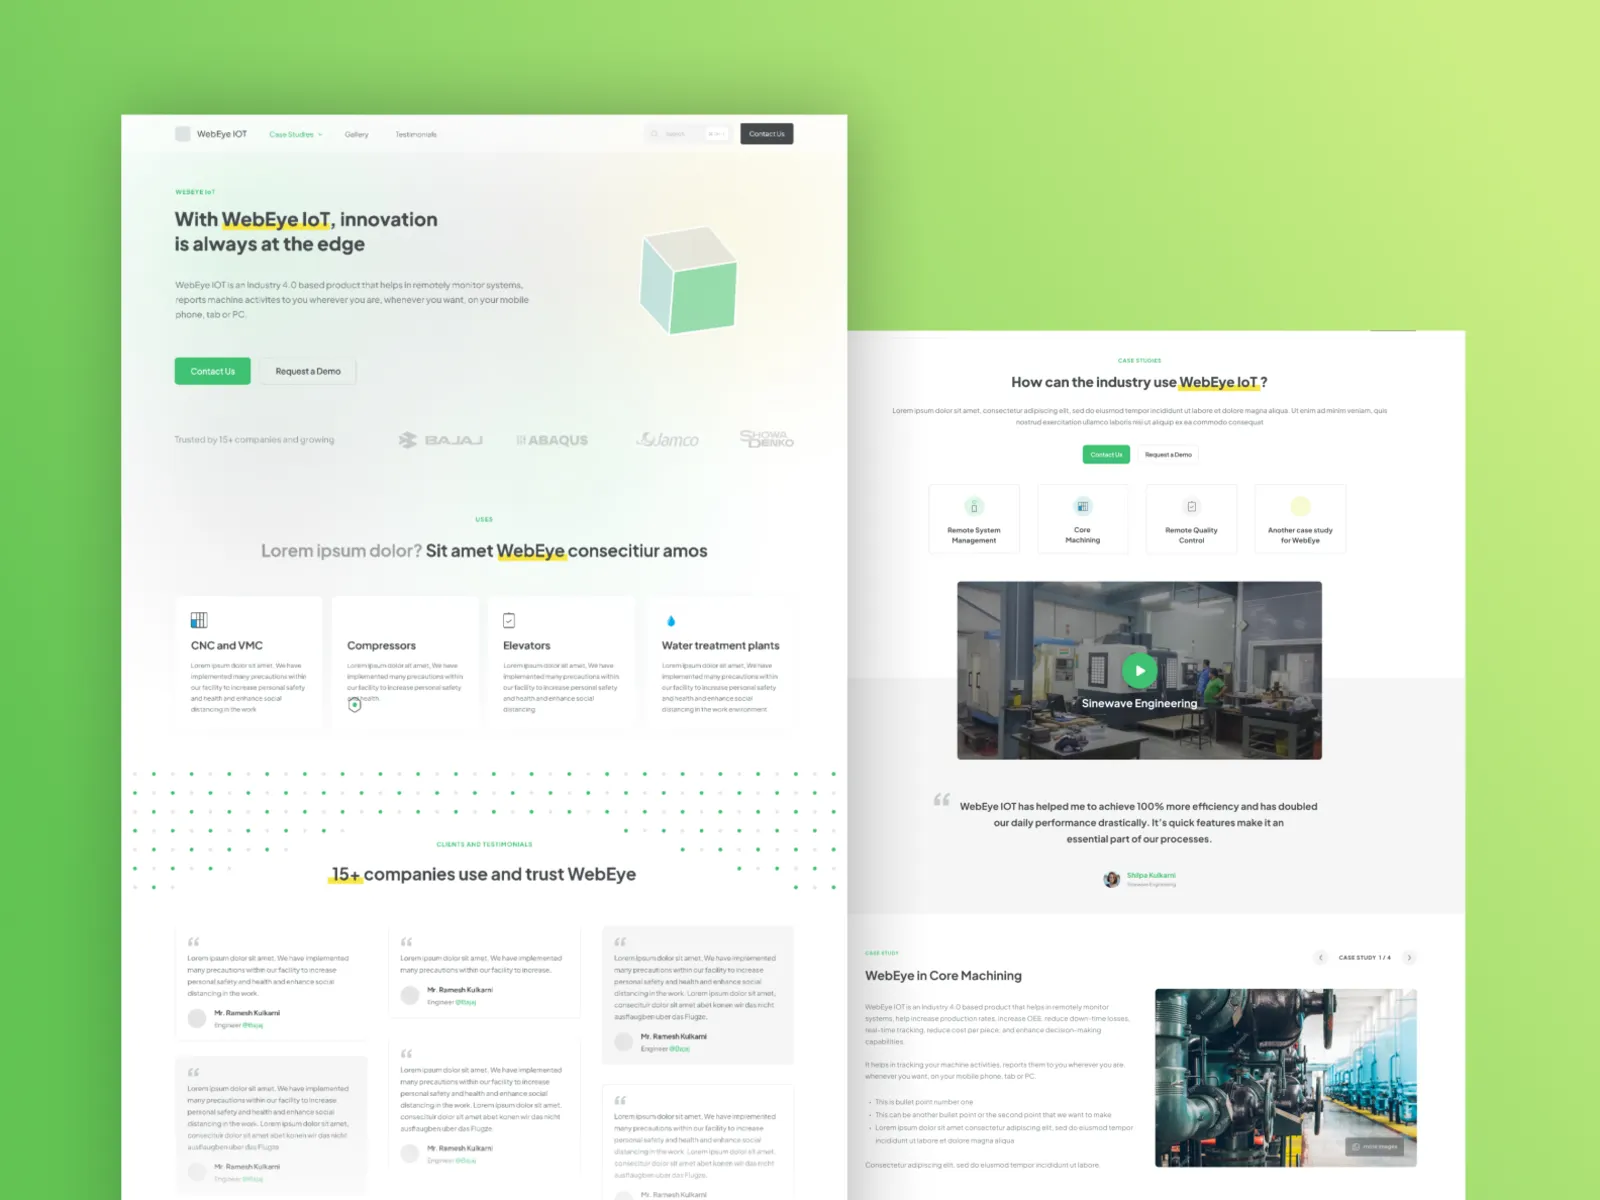 WebEye IOT
Case Studies
Gallery
Testimonials
Search
Contact Us
WEBEYE IoT
With WebEye IoT, innovation
is always at the edge
WebEye IOT is an Industry 4.0 based product that helps in remotely monitor systems,
reports machine activites to you wherever you are, whenever you want, on your mobile
phone, tab or PC.
Contact Us
Request a Demo
Trusted by 15+ companies and growing
BAJAJ
ABAQUS
Jamco
SHOWA
DENKO
USES
Lorem ipsum dolor? Sit amet WebEye consecitiur amos
CNC and VMC
Lorem ipsum dolor sit amet. We have
implemented many precautions within
our facility to increase personal safety
and health and enhance social
distancing in the work
Compressors
Lorem ipsum dolor sit amet, We have
implemented many precautions within
our facility to increase personal safety
health.
Elevators
Lorem ipsum dolor sit amet. We have
implemented many precautions within
our facility to increase personal safety
and health and enhance social
distancing.
Water treatment plants
Lorem ipsum dolor sit amet. We have
implemented many precautions within
our facility to increase personal safety
and health and enhance social
distancing in the work environment
CLIENTS AND TESTIMONIALS
15+ companies use and trust WebEye
“
Lorem ipsum dolor sit amet. We have implemented
many precautions within our facility to increase
personal safety and health and enhance social
distancing in the work.
Mr. Ramesh Kulkarni
Engineer @Bajaj
“
Lorem ipsum dolor sit amet. We have implemented
many precautions within our facility to increase
personal safety and health and enhance social
distancing in the work. Lorem ipsum dolor sit amet,
consecuivir dolor sit amet konen wir das nicht
ausflaugben uber das Flugze.
Mr. Ramesh Kulkarni
Engineer @Bajaj
“
Lorem ipsum dolor sit amet. We have implemented
many precautions within our facility to increase.
Mr. Ramesh Kulkarni
Engineer @Bajaj
“
Lorem ipsum dolor sit amet. We have implemented
many precautions within our facility to increase
personal safety and health and enhance social
distancing in the work. Lorem ipsum dolor sit amet,
consecuivir dolor sit amet abet konen wir das nicht
ausflaugben uber das Flugze.
Mr. Ramesh Kulkarni
Engineer @Bajaj
“
Lorem ipsum dolor sit amet. We have implemented
many precautions within our facility to increase
personal safety and health and enhance social
distancing in the work. Lorem ipsum dolor sit amet,
consecuivir dolor sit amet abet konen wir das nicht
ausflaugben uber das Flugze.
Mr. Ramesh Kulkarni
Engineer @Bajaj
“
Lorem ipsum dolor sit amet. We have implemented
many precautions within our facility to increase
personal safety and health and enhance social
distancing in the work. Lorem ipsum dolor sit amet,
consecuivir dolor sit amet abet konen wir das nicht
ausflaugben uber das Flugze.
Mr. Ramesh Kulkarni
CASE STUDIES
How can the industry use WebEye IoT ?
Lorem ipsum dolor sit amet, consectetur adipiscing elit, sed do eiusmod tempor incididunt ut labore et dolore magna aliqua. Ut enim ad minim veniam, quis
nostrud exercitation ullamco laboris nisi ut aliquip ex ea commodo consequat
Contact Us
Request a Demo
Remote System
Management
Core
Machining
Remote Quality
Control
Another case study
for WebEye
Sinewave Engineering
“
WebEye IOT has helped me to achieve 100% more efficiency and has doubled
our daily performance drastically. It's quick features make it an
essential part of our processes.
Shilpa Kulkarni
Sinewave Engineering
CASE STUDY
WebEye in Core Machining
CASE STUDY 1 / 4
WebEye IOT is an Industry 4.0 based product that helps in remotely monitor
systems, help increase production rates, increase OEE, reduce down-time losses,
real-time tracking, reduce cost per piece, and enhance decision-making
capabilities.
It helps in tracking your machine activities, reports them to you wherever you are,
whenever you want, on your mobile phone, tab or PC.
• This is bullet point number one
• This can be another bullet point or the second point that we want to make
• Lorem ipsum dolor sit amet consectetur adipiscing elit, sed do eiusmod tempor
incididunt ut labore et dolore magna aliqua
Consectetur adipiscing elit, sed do eiusmod tempor incididunt ut labore.
more images